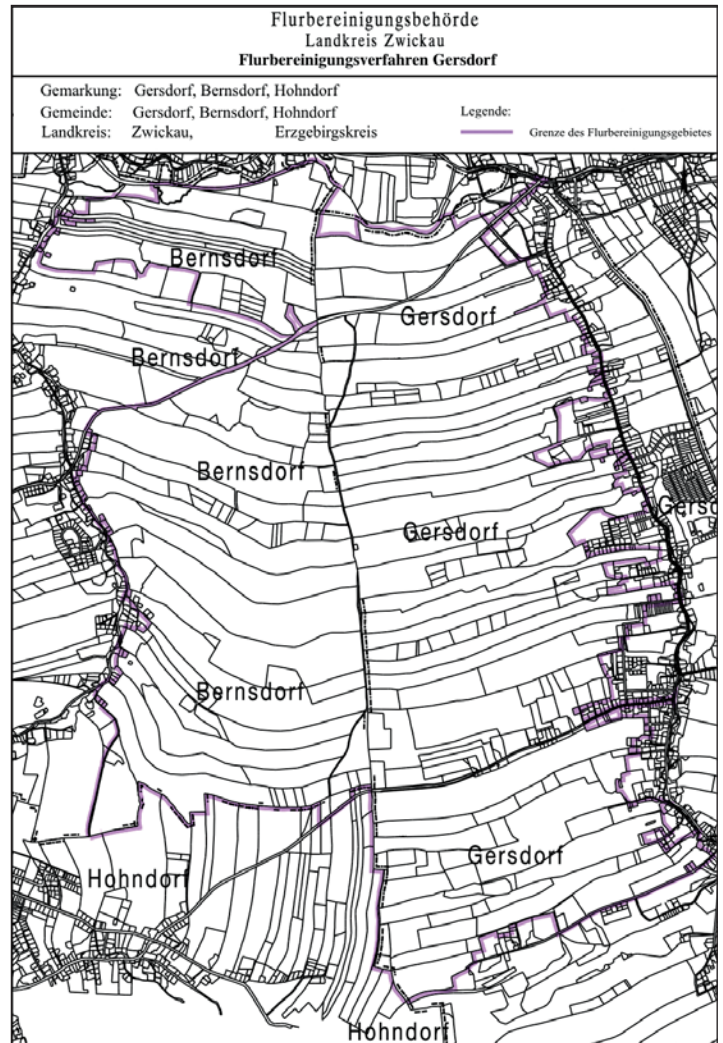 Flurbereinigungsbehörde
Landkreis Zwickau
Flurbereinigungsverfahren Gersdorf
Gemarkung: Gersdorf, Bernsdorf, Hohndorf
Gemeinde: Gersdorf, Bernsdorf, Hohndorf
Landkreis: Zwickau, Erzgebirgskreis
Legende:
Grenze des Flurbereinigungsgebietes
Bernsdorf
Gersdorf
Bernsdorf
Bernsdorf
Gersd
Gersdorf
Bernsdorf
Gersdorf
Hohndorf
Hohndorf